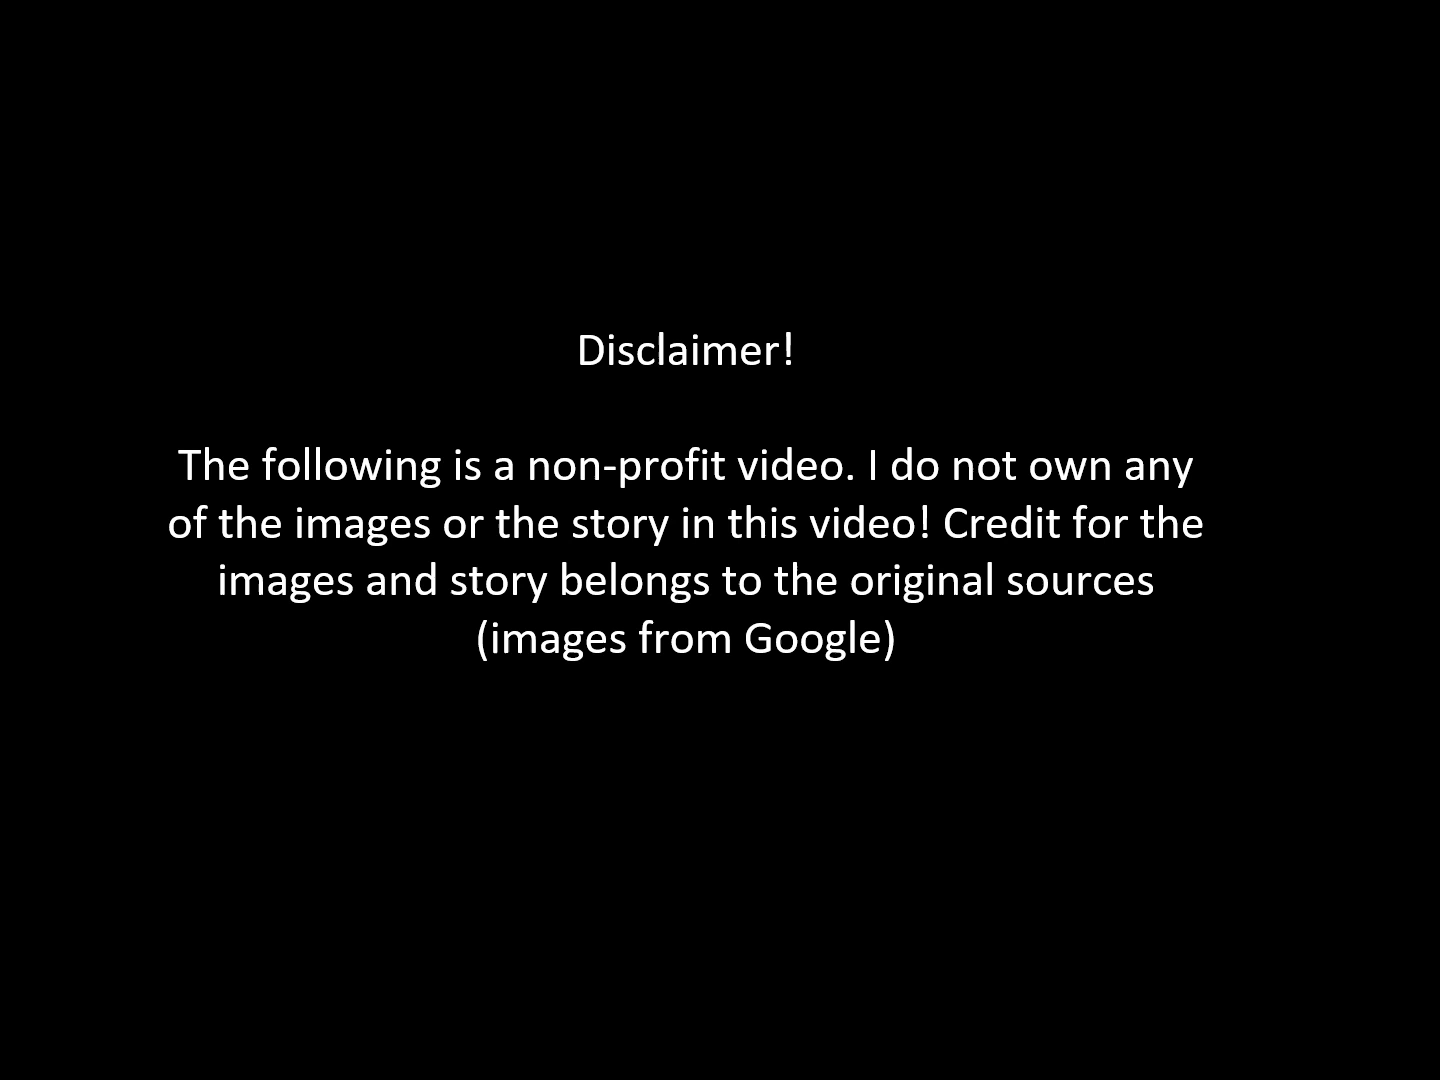 Disclaimer!
The following is a non-profit video. I do not own any
of the images or the story in this video! Credit for the
images and story belongs to the original sources
(images from Google)